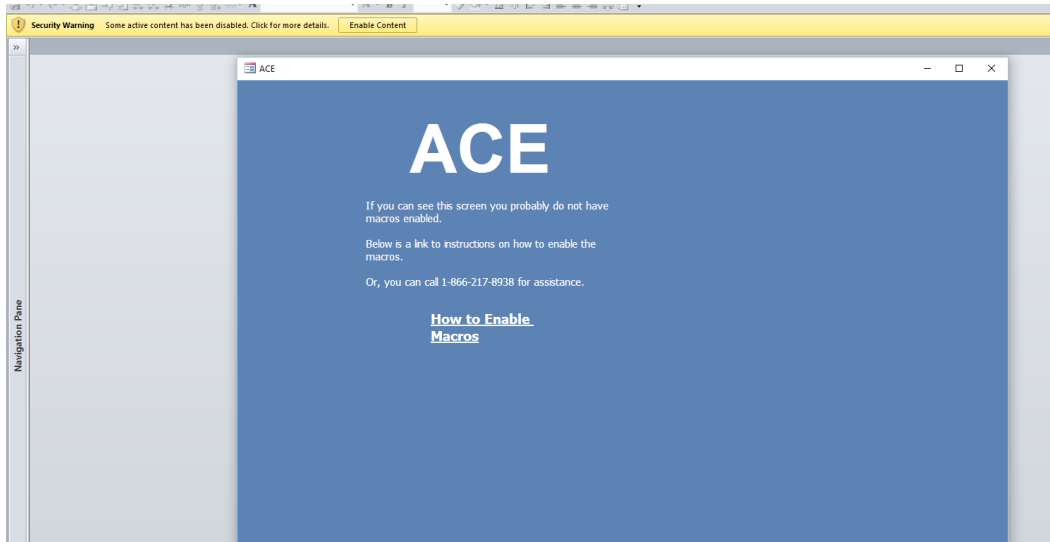 Security Warning Some active content has been disabled. Click for more details. Enable Content
»
ACE
ACE
If you can see this screen you probably do not have
macros enabled.
Below is a link to instructions on how to enable the
macros.
Or, you can call 1-866-217-8938 for assistance.
How to Enable
Macros
Navigation Pane